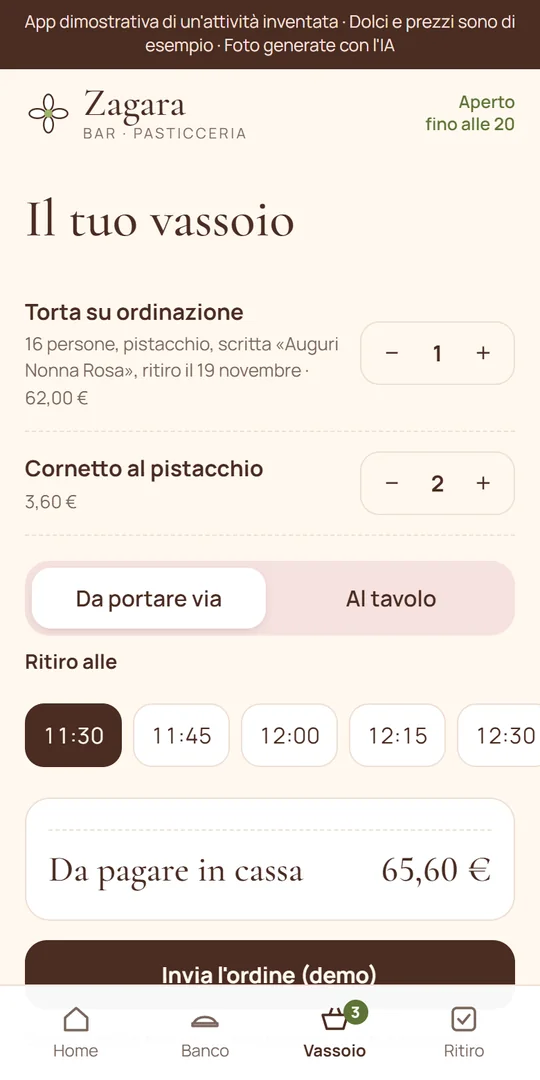 App dimostrativa di un'attività inventata · Dolci e prezzi sono di
esempio · Foto generate con l'IA
Zagara
BAR · PASTICCERIA
Aperto
fino alle 20
Il tuo vassoio
Torta su ordinazione
16 persone, pistacchio, scritta «Auguri
Nonna Rosa», ritiro il 19 novembre ·
62,00 €
− 1 +
Cornetto al pistacchio
3,60 €
− 2 +
Da portare via Al tavolo
Ritiro alle
11:30 11:45 12:00 12:15 12:30
Da pagare in cassa 65,60 €
Invia l'ordine (demo)
3
Home Banco Vassoio Ritiro